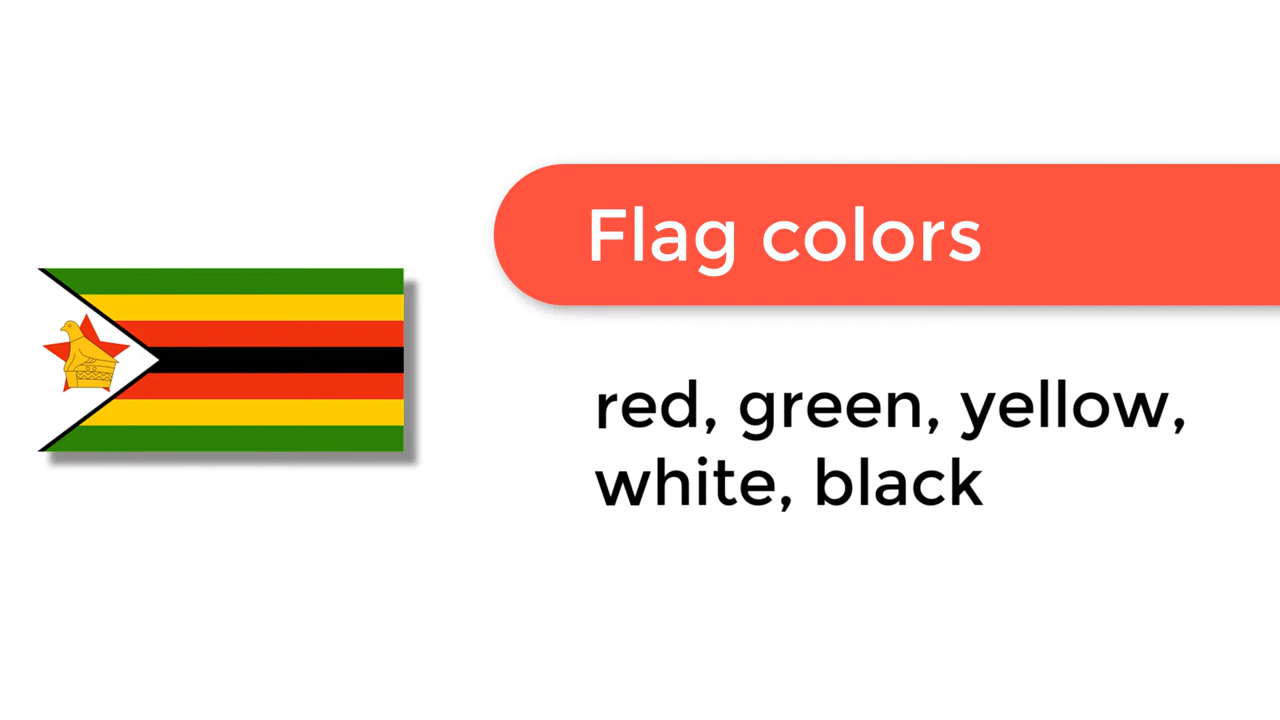 Flag colors
red, green, yellow,
white, black